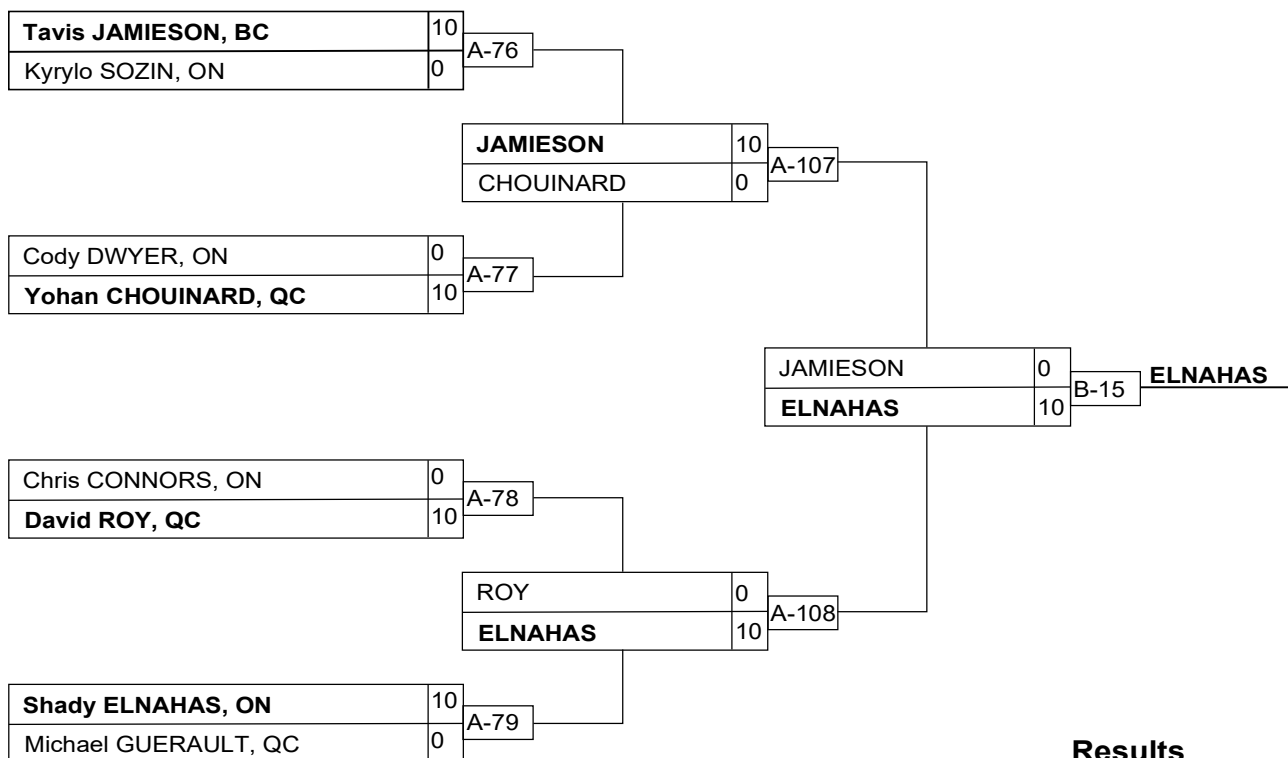 Tavis JAMIESON, BC 10
A-76
Kyrylo SOZIN, ON 0
JAMIESON 10
A-107
CHOUINARD 0
Cody DWYER, ON 0
A-77
Yohan CHOUINARD, QC 10
JAMIESON 0
B-15 ELNAHAS
ELNAHAS 10
Chris CONNORS, ON 0
A-78
David ROY, QC 10
ROY 0
A-108
ELNAHAS 10
Shady ELNAHAS, ON 10
A-79
Michael GUERAULT, QC 0
Results